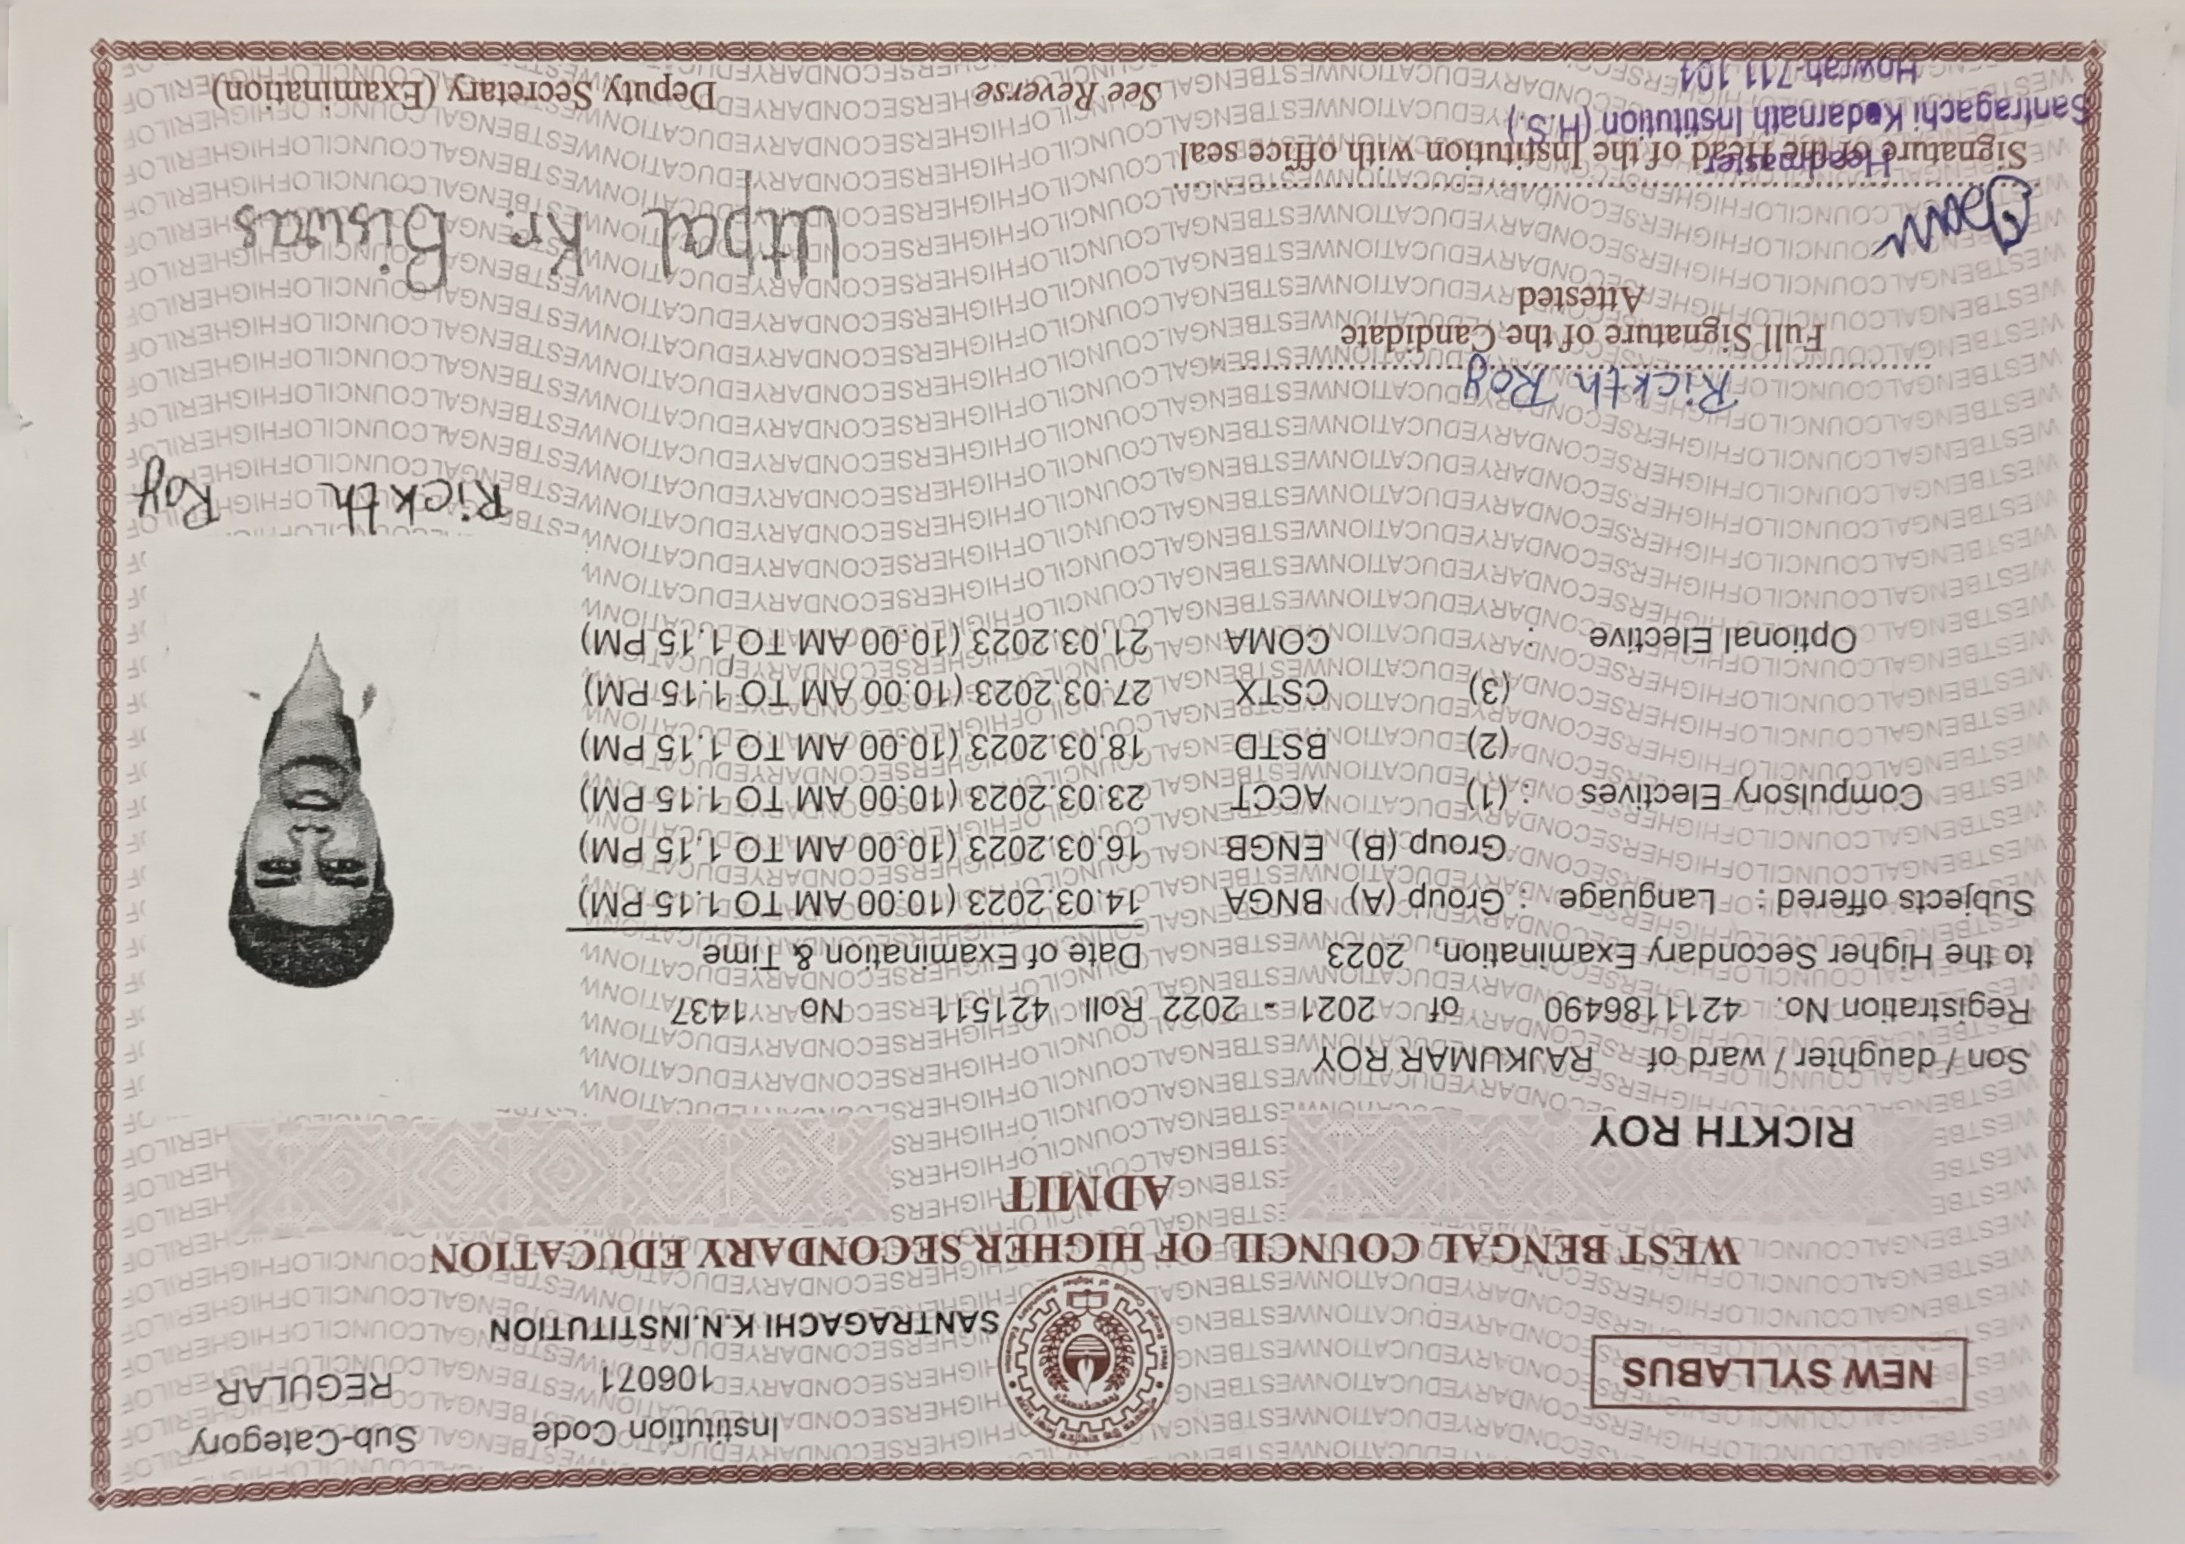 Institution Code Sub-Category
NEW SYLLABUS 106071 REGULAR
SANTRAGACHI K.N.INSTITUTION
WEST BENGAL COUNCIL OF HIGHER SECONDARY EDUCATION
ADMIT
RICKTH ROY
Son / daughter / ward of RAJKUMAR ROY
Registration No. 4211186490 of 2021 - 2022 Roll 421511 No 1437
to the Higher Secondary Examination, 2023 Date of Examination & Time
Subjects offered : Language : Group (A) BNGA 14.03.2023 (10.00 AM TO 1.15 PM)
Group (B) ENGB 16.03.2023 (10.00 AM TO 1.15 PM)
Compulsory Electives : (1) ACCT 23.03.2023 (10.00 AM TO 1.15 PM)
(2) BSTD 18.03.2023 (10.00 AM TO 1.15 PM)
(3) CSTX 27.03.2023 (10.00 AM TO 1.15 PM)
Optional Elective : COMA 21.03.2023 (10.00 AM TO 1.15 PM)
Rickth Roy
Rickth Roy
Full Signature of the Candidate
Attested
Utpal Kr. Biswas
Signature of the Head of the Institution with office seal
Headmaster
Santragachi Kedarnath Institution (H.S.)
Howrah-711 104
See Reverse
Deputy Secretary (Examination)